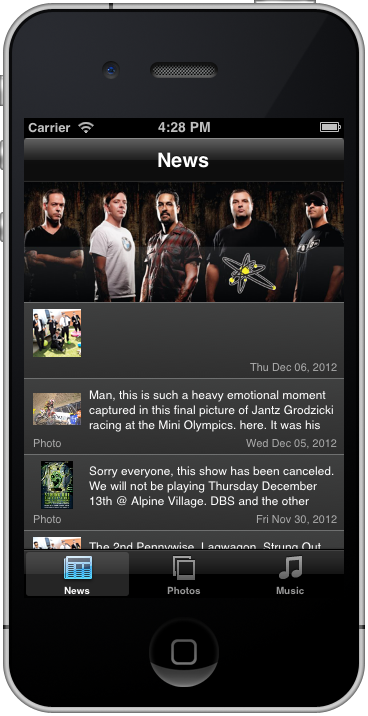 Carrier 4:28 PM
News
Thu Dec 06, 2012
Man, this is such a heavy emotional moment
captured in this final picture of Jantz Grodzicki
racing at the Mini Olympics. here. It was his
Photo Wed Dec 05, 2012
Sorry everyone, this show has been canceled.
We will not be playing Thursday December
13th @ Alpine Village. DBS and the other
Photo Fri Nov 30, 2012
The 2nd Pennywise, Lagwagon, Strung Out
News Photos Music